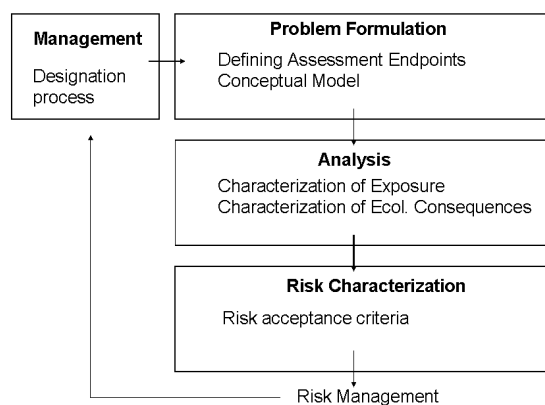 Management
Designation
process
Problem Formulation
Defining Assessment Endpoints
Conceptual Model
Analysis
Characterization of Exposure
Characterization of Ecol. Consequences
Risk Characterization
Risk acceptance criteria
Risk Management